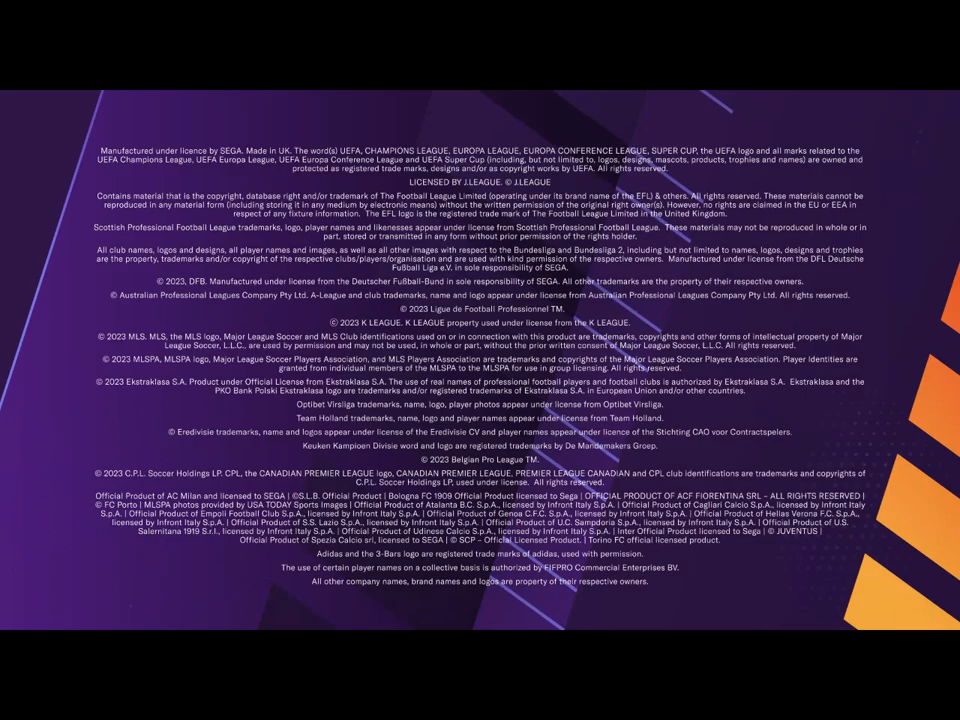 Manufactured under licence by SEGA. Made in UK. The word(s) UEFA, CHAMPIONS LEAGUE, EUROPA LEAGUE, EUROPA CONFERENCE LEAGUE, SUPER CUP, the UEFA logo and all marks related to the
UEFA Champions League, UEFA Europa League, UEFA Europa Conference League and UEFA Super Cup (including, but not limited to, logos, designs, mascots, products, trophies and names) are owned and
protected as registered trade marks, designs and/or as copyright works by UEFA. All rights reserved.
LICENSED BY J.LEAGUE. © J.LEAGUE
Contains material that is the copyright, database right and/or trademark of The Football League Limited (operating under its brand name of the EFL) & others. All rights reserved. These materials cannot be
reproduced in any material form (including storing it in any medium by electronic means) without the written permission of the original right owner(s). However, no rights are claimed in the EU or EEA in
respect of any fixture information. The EFL logo is the registered trade mark of The Football League Limited in the United Kingdom.
Scottish Professional Football League trademarks, logo, player names and likenesses appear under license from Scottish Professional Football League. These materials may not be reproduced in whole or in
part, stored or transmitted in any form without prior permission of the rights holder.
All club names, logos and designs, all player names and images, as well as all other images with respect to the Bundesliga and Bundesliga 2, including but not limited to names, logos, designs and trophies
are the property, trademarks and/or copyright of the respective clubs/players/organisation and are used with kind permission of the respective owners. Manufactured under license from the DFL Deutsche
Fußball Liga e.V. in sole responsibility of SEGA.
© 2023, DFB. Manufactured under license from the Deutscher Fußball-Bund in sole responsibility of SEGA. All other trademarks are the property of their respective owners.
© Australian Professional Leagues Company Pty Ltd. A-League and club trademarks, name and logo appear under license from Australian Professional Leagues Company Pty Ltd. All rights reserved.
© 2023 Ligue de Football Professionnel TM.
ⓒ 2023 K LEAGUE. K LEAGUE property used under license from the K LEAGUE.
© 2023 MLS. MLS, the MLS logo, Major League Soccer and MLS Club identifications used on or in connection with this product are trademarks, copyrights and other forms of intellectual property of Major
League Soccer, L.L.C., are used by permission and may not be used, in whole or part, without the prior written consent of Major League Soccer, L.L.C. All rights reserved.
© 2023 MLSPA, MLSPA logo, Major League Soccer Players Association, and MLS Players Association are trademarks and copyrights of the Major League Soccer Players Association. Player Identities are
granted from individual members of the MLSPA to the MLSPA for use in group licensing. All rights reserved.
© 2023 Ekstraklasa S.A. Product under Official License from Ekstraklasa S.A. The use of real names of professional football players and football clubs is authorized by Ekstraklasa S.A. Ekstraklasa and the
PKO Bank Polski Ekstraklasa logo are trademarks and/or registered trademarks of Ekstraklasa S.A. in European Union and/or other countries.
Optibet Virslīga trademarks, name, logo, player photos appear under license from Optibet Virslīga.
Team Holland trademarks, name, logo and player names appear under license from Team Holland.
© Eredivisie trademarks, name and logos appear under license of the Eredivisie CV and player names appear under licence of the Stichting CAO voor Contractspelers.
Keuken Kampioen Divisie word and logo are registered trademarks by De Mandemakers Groep.
© 2023 Belgian Pro League TM.
© 2023 C.P.L. Soccer Holdings LP. CPL, the CANADIAN PREMIER LEAGUE logo, CANADIAN PREMIER LEAGUE, PREMIER LEAGUE CANADIAN and CPL club identifications are trademarks and copyrights of
C.P.L. Soccer Holdings LP, used under license. All rights reserved.
Official Product of AC Milan and licensed to SEGA | ©S.L.B. Official Product | Bologna FC 1909 Official Product licensed to Sega | OFFICIAL PRODUCT OF ACF FIORENTINA SRL – ALL RIGHTS RESERVED |
© FC Porto | MLSPA photos provided by USA TODAY Sports Images | Official Product of Atalanta B.C. S.p.A., licensed by Infront Italy S.p.A. | Official Product of Cagliari Calcio S.p.A., licensed by Infront Italy
S.p.A. | Official Product of Empoli Football Club S.p.A., licensed by Infront Italy S.p.A. | Official Product of Genoa C.F.C. S.p.A., licensed by Infront Italy S.p.A. | Official Product of Hellas Verona F.C. S.p.A.,
licensed by Infront Italy S.p.A. | Official Product of S.S. Lazio S.p.A., licensed by Infront Italy S.p.A. | Official Product of U.C. Sampdoria S.p.A., licensed by Infront Italy S.p.A. | Official Product of U.S.
Salernitana 1919 S.r.l., licensed by Infront Italy S.p.A. | Official Product of Udinese Calcio S.p.A., licensed by Infront Italy S.p.A. | Inter Official Product licensed to Sega | © JUVENTUS |
Official Product of Spezia Calcio srl, licensed to SEGA | © SCP – Official Licensed Product. | Torino FC official licensed product.
Adidas and the 3-Bars logo are registered trade marks of adidas, used with permission.
The use of certain player names on a collective basis is authorized by FIFPRO Commercial Enterprises BV.
All other company names, brand names and logos are property of their respective owners.